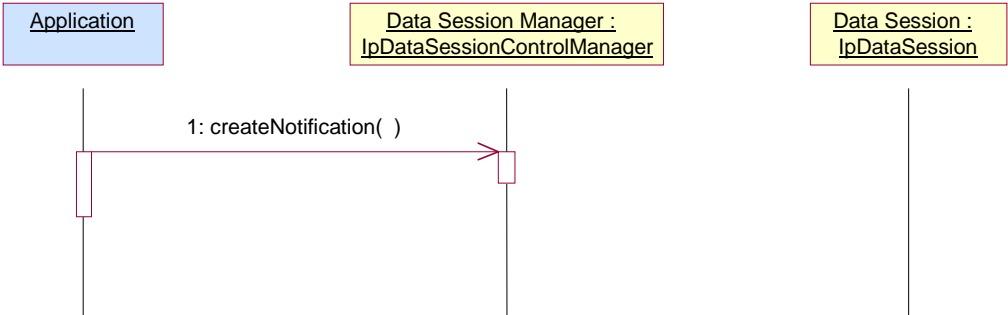 Application
Data Session Manager :
IpDataSessionControlManager
Data Session :
IpDataSession
1: createNotification(  )